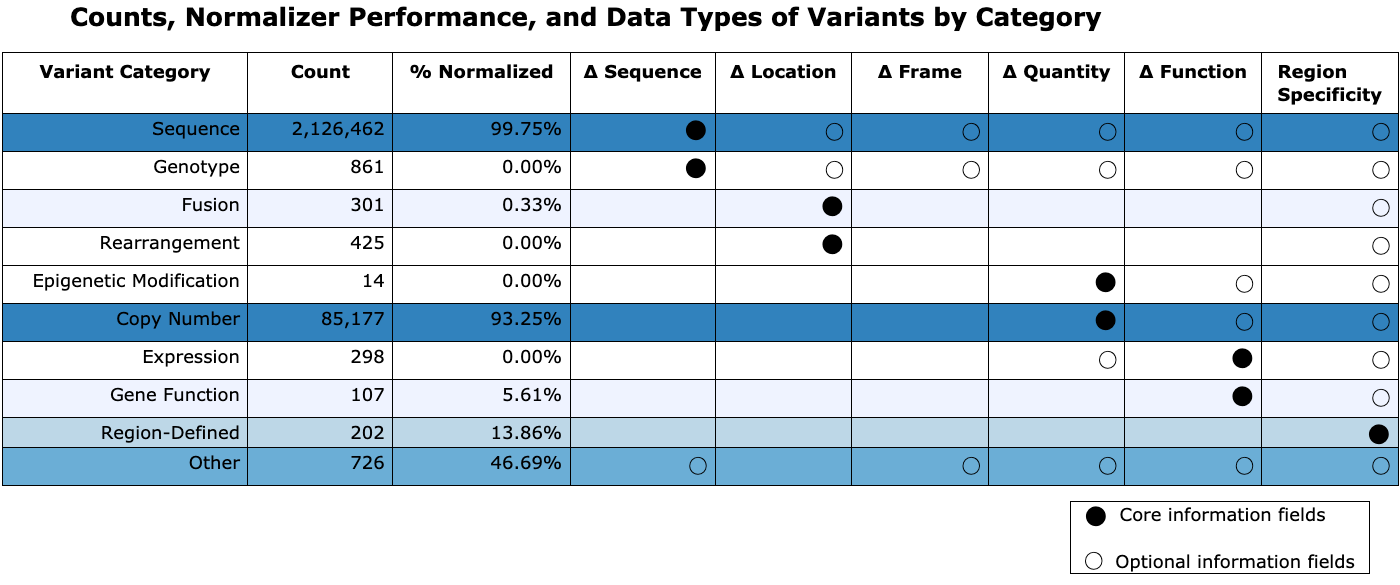 Counts, Normalizer Performance, and Data Types of Variants by Category
Variant Category Count % Normalized Δ Sequence Δ Location Δ Frame Δ Quantity Δ Function Region Specificity
Sequence 2,126,462 99.75% ● ○ ○ ○ ○ ○
Genotype 861 0.00% ● ○ ○ ○ ○ ○
Fusion 301 0.33% ● ○
Rearrangement 425 0.00% ● ○
Epigenetic Modification 14 0.00% ● ○ ○
Copy Number 85,177 93.25% ● ○ ○
Expression 298 0.00% ○ ● ○
Gene Function 107 5.61% ● ○
Region-Defined 202 13.86% ●
Other 726 46.69% ○ ○ ○ ○ ○
● Core information fields
○ Optional information fields